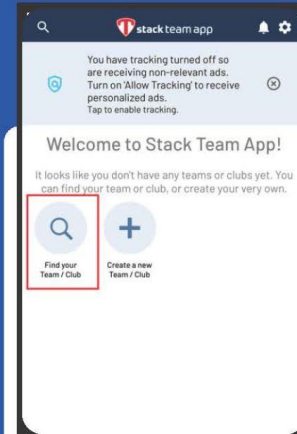 stack team app
You have tracking turned off so
are receiving non-relevant ads.
Turn on 'Allow Tracking' to receive
personalized ads.
Tap to enable tracking.
Welcome to Stack Team App!
It looks like you don't have any teams or clubs yet. You
can find your team or club, or create your very own.
Find your
Team / Club
Create a new
Team / Club